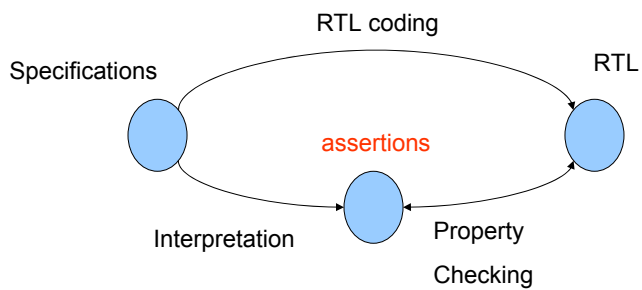 RTL coding
Specifications
RTL
assertions
Interpretation
Property
Checking